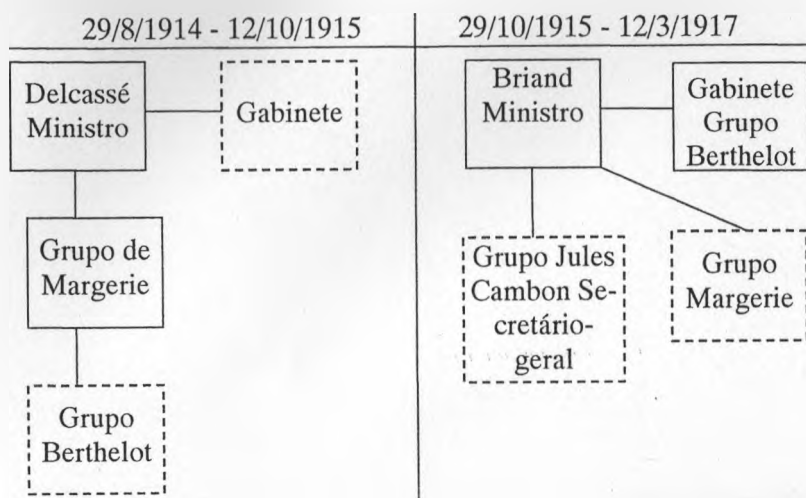 29/8/1914 - 12/10/1915
Delcassé
Ministro
Gabinete
Grupo de
Margerie
Grupo
Berthelot
29/10/1915 - 12/3/1917
Briand
Ministro
Gabinete
Grupo
Berthelot
Grupo Jules
Cambon Se-
cretário-
geral
Grupo
Margerie